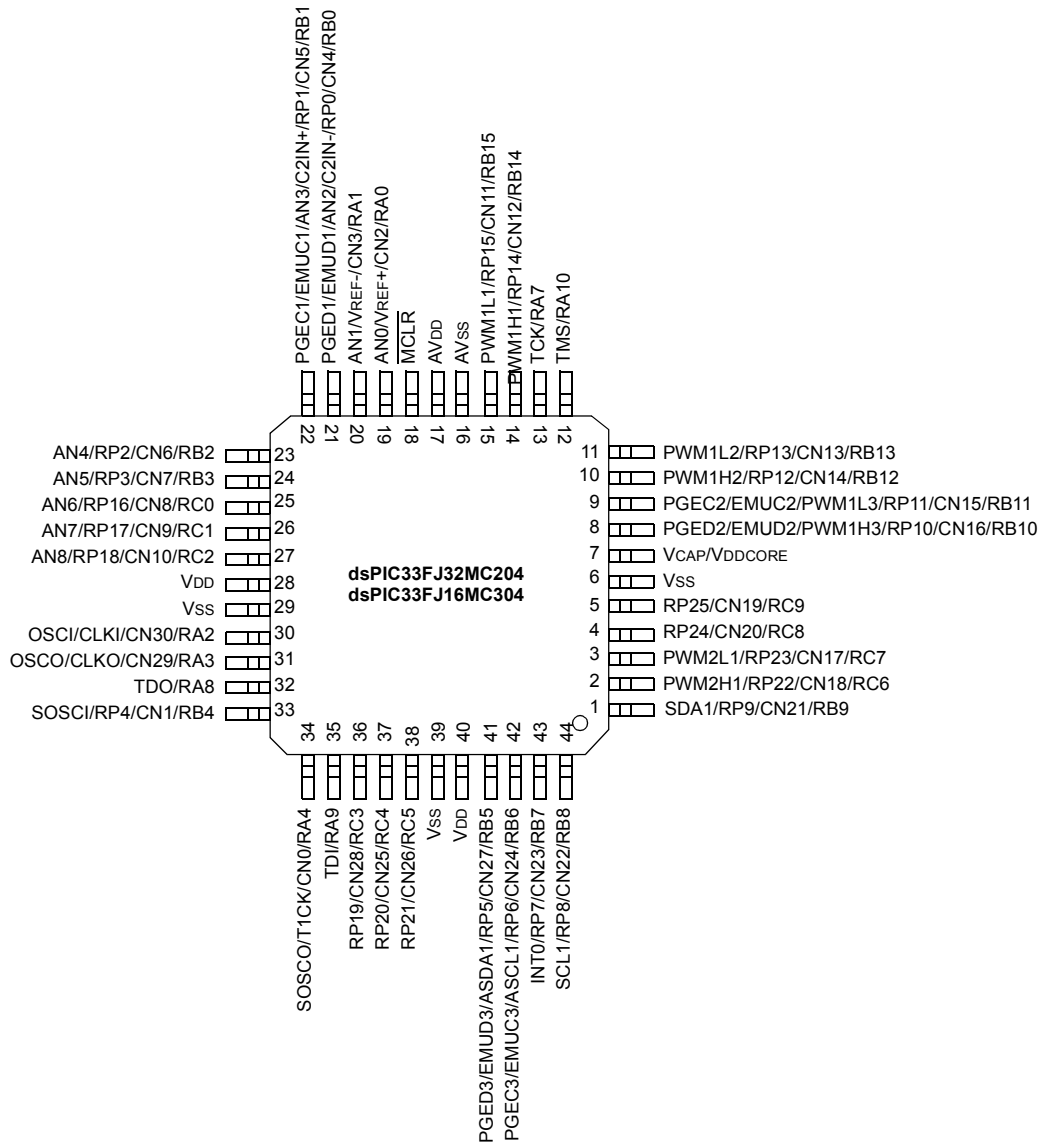 PGEC1/EMUC1/AN3/C2IN+/RP1/CN5/RB1
PGED1/EMUD1/AN2/C2IN-/RP0/CN4/RB0
AN1/VREF-/CN3/RA1
AN0/VREF+/CN2/RA0
MCLR
AVDD
AVSS
PWM1L1/RP15/CN11/RB15
PWM1H1/RP14/CN12/RB14
TCK/RA7
TMS/RA10
22
21
20
19
18
17
16
15
14
13
12
AN4/RP2/CN6/RB2 23
AN5/RP3/CN7/RB3 24
AN6/RP16/CN8/RC0 25
AN7/RP17/CN9/RC1 26
AN8/RP18/CN10/RC2 27
VDD 28
VSS 29
OSCI/CLKI/CN30/RA2 30
OSCO/CLKO/CN29/RA3 31
TDO/RA8 32
SOSCI/RP4/CN1/RB4 33
dsPIC33FJ32MC204
dsPIC33FJ16MC304
11 PWM1L2/RP13/CN13/RB13
10 PWM1H2/RP12/CN14/RB12
9 PGEC2/EMUC2/PWM1L3/RP11/CN15/RB11
8 PGED2/EMUD2/PWM1H3/RP10/CN16/RB10
7 VCAP/VDDCORE
6 VSS
5 RP25/CN19/RC9
4 RP24/CN20/RC8
3 PWM2L1/RP23/CN17/RC7
2 PWM2H1/RP22/CN18/RC6
1 SDA1/RP9/CN21/RB9
34
35
36
37
38
39
40
41
42
43
44
SOSCO/T1CK/CN0/RA4
TDI/RA9
RP19/CN28/RC3
RP20/CN25/RC4
RP21/CN26/RC5
VSS
VDD
PGED3/EMUD3/ASDA1/RP5/CN27/RB5
PGEC3/EMUC3/ASCL1/RP6/CN24/RB6
INT0/RP7/CN23/RB7
SCL1/RP8/CN22/RB8